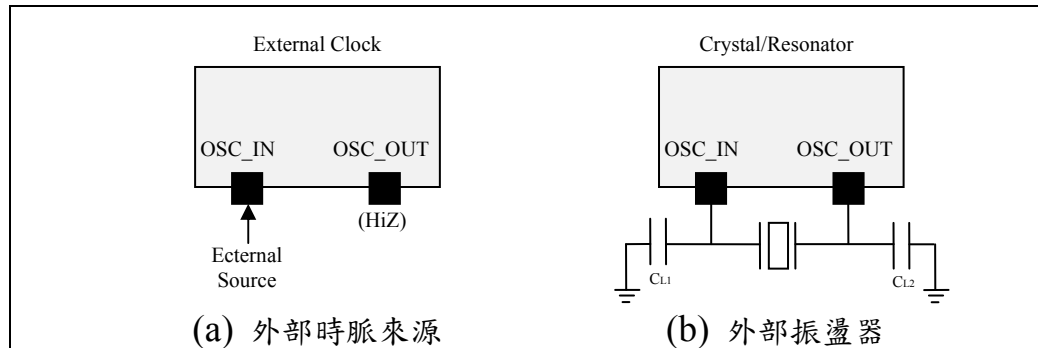 External Clock
OSC_IN
OSC_OUT
(HiZ)
Ecternal
Source
(a) 外部時脈來源
Crystal/Resonator
OSC_IN
OSC_OUT
CL1
CL2
(b) 外部振盪器